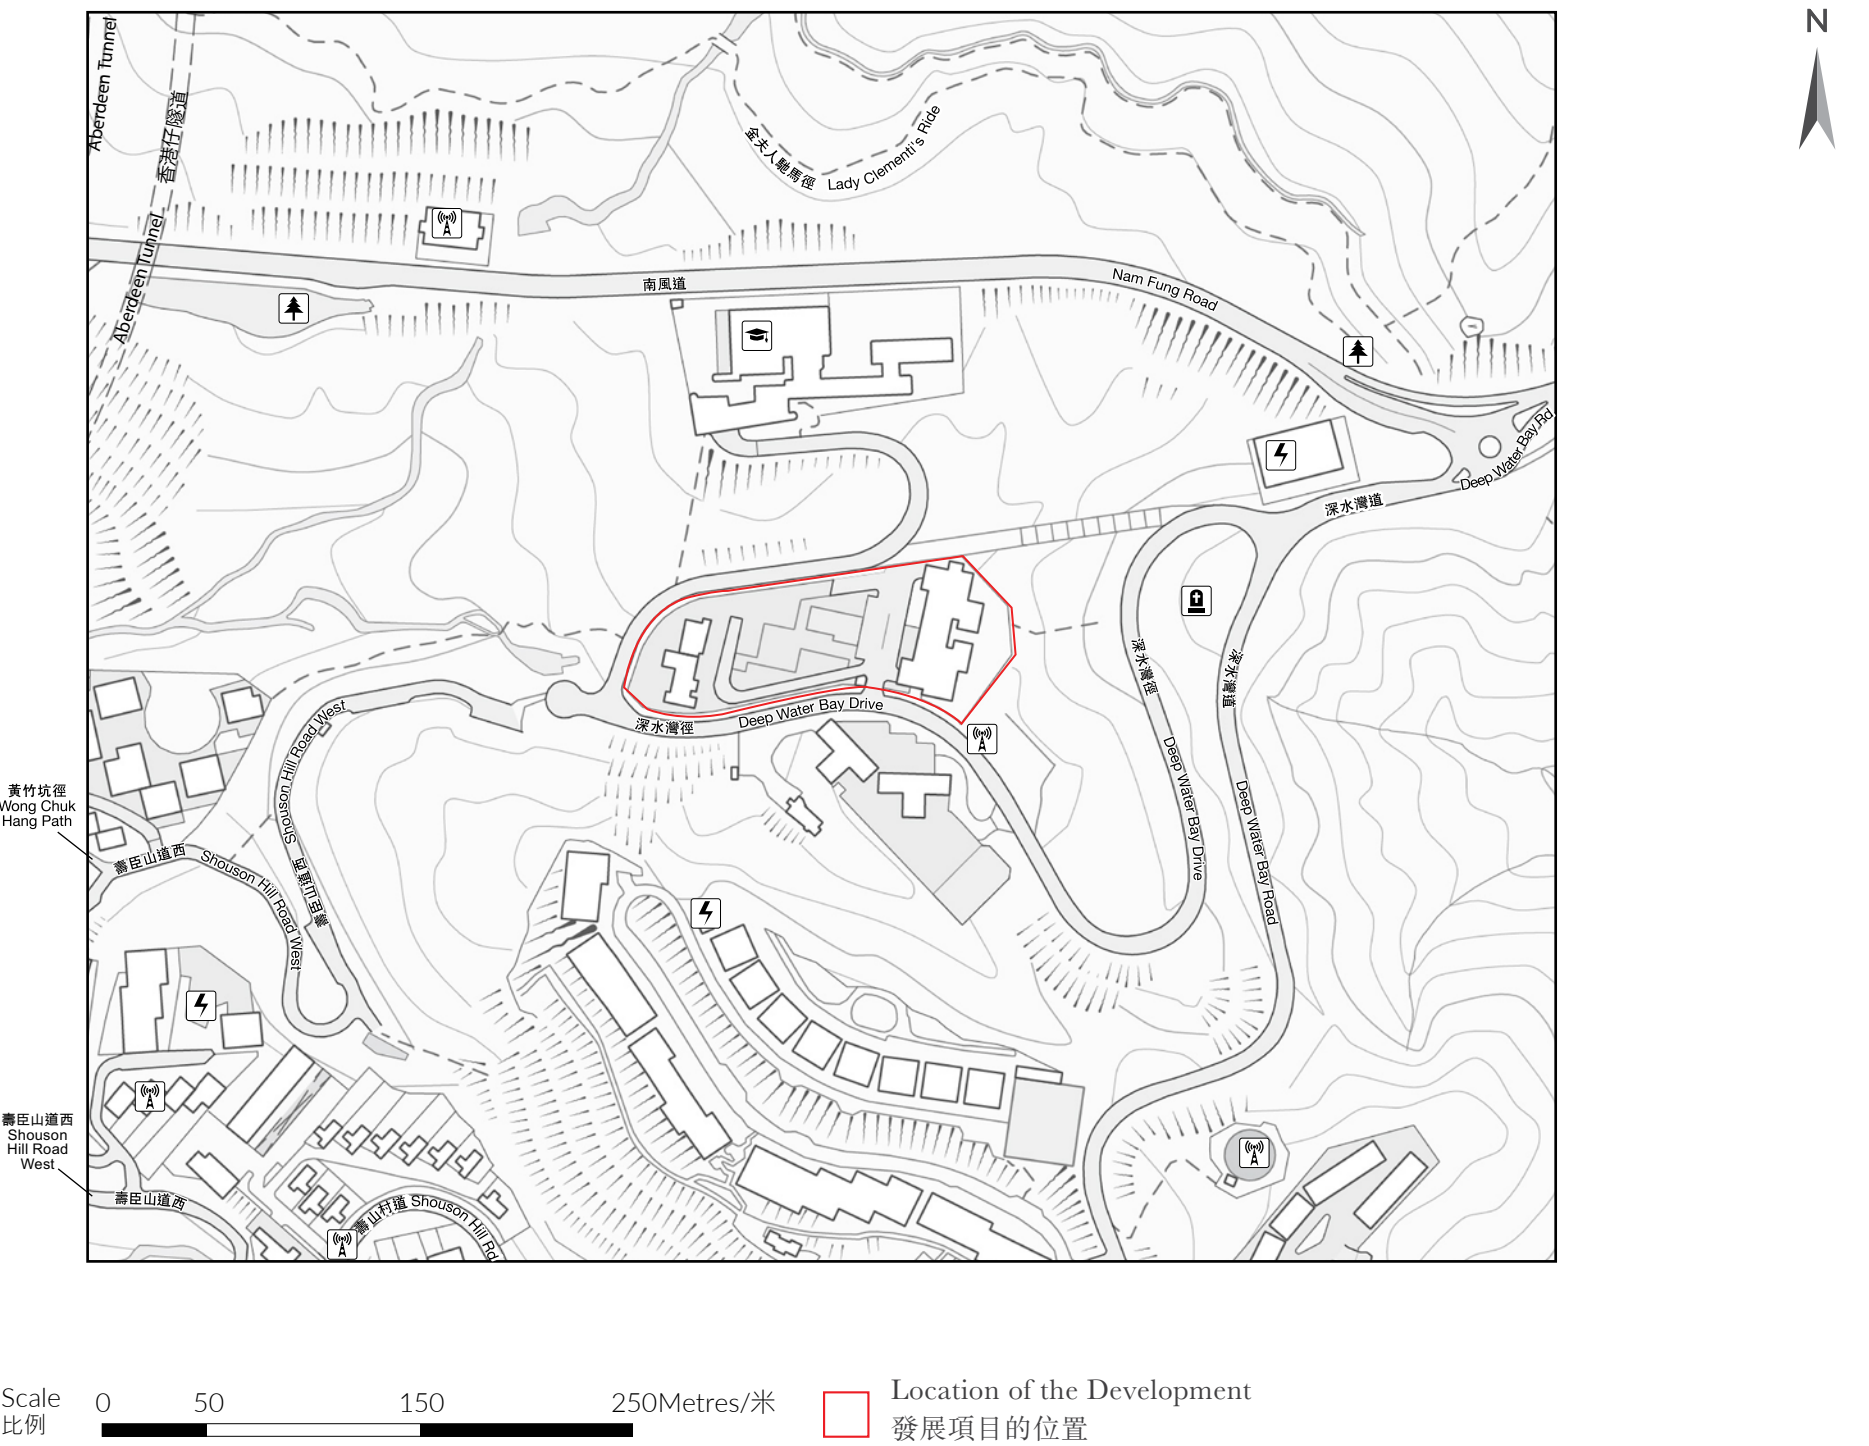 N
Aberdeen Tunnel
香港仔隧道
Aberdeen Tunnel
金夫人馳馬徑
Lady Clementi's Ride
南風道
Nam Fung Road
Deep Water Bay Rd
深水灣道
深水灣徑
深水灣道
深水灣徑
Deep Water Bay Drive
Deep Water Bay Drive
Deep Water Bay Road
Shouson Hill Road West
壽臣山道西
黃竹坑徑
Wong Chuk
Hang Path
壽臣山道西
Shouson Hill Road West
壽臣山道西
Shouson
Hill Road
West
壽臣山道西
壽山村道 Shouson Hill Rd
Scale
比例
0 50 150 250Metres/米
Location of the Development
發展項目的位置